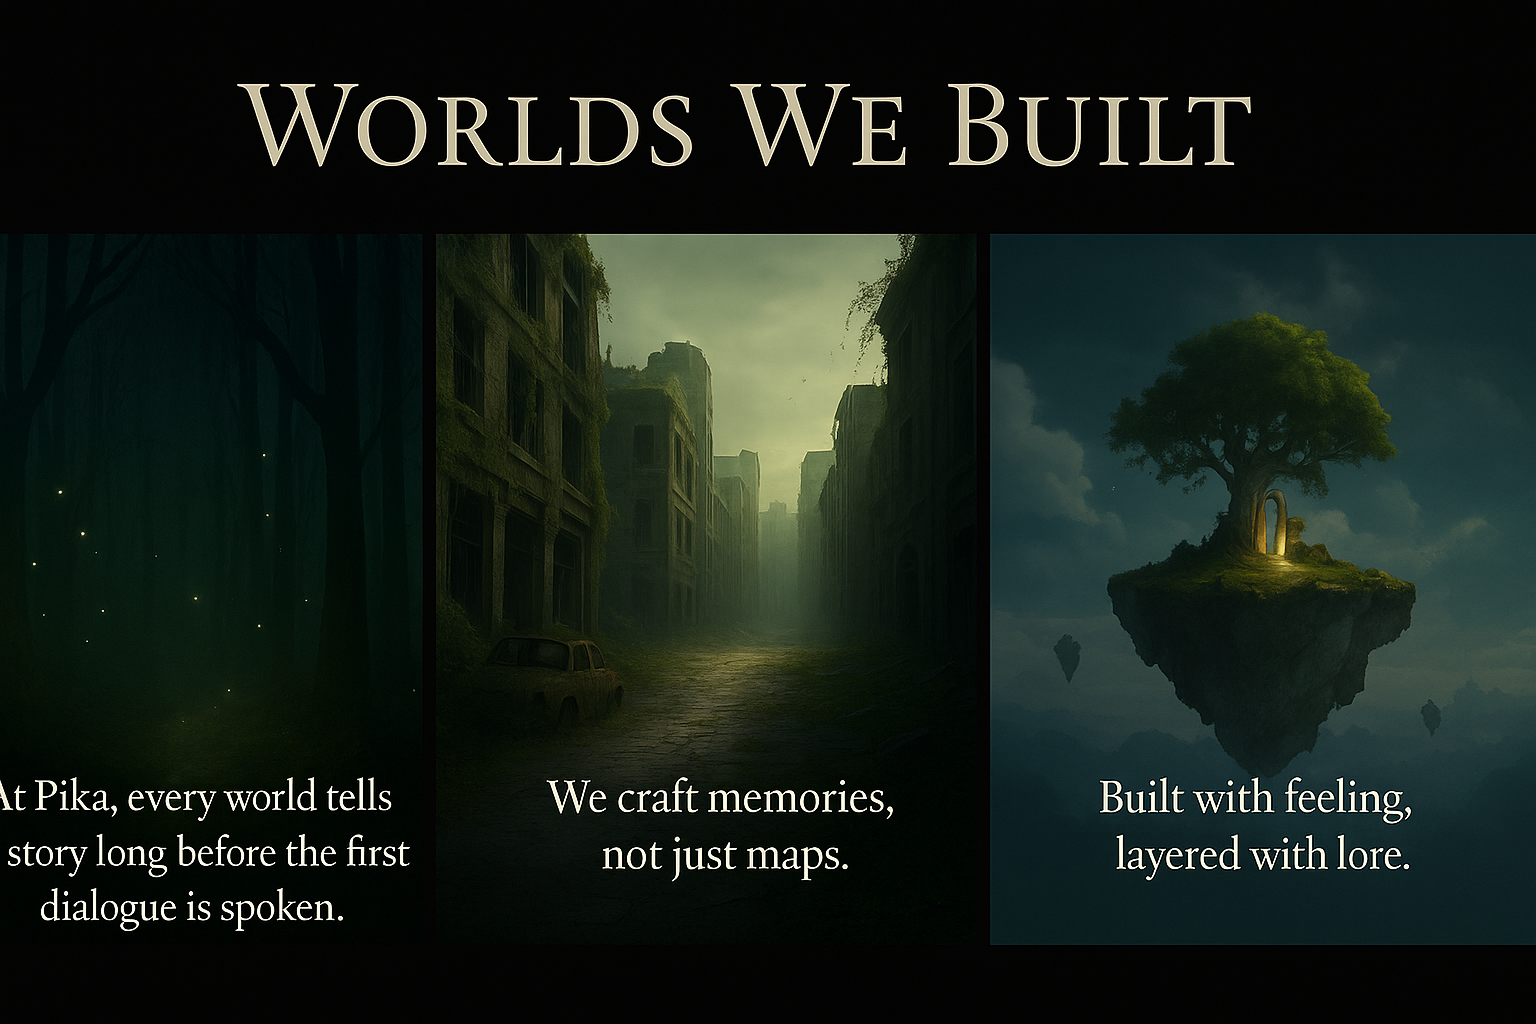 Worlds We Built
At Pika, every world tells
story long before the first
dialogue is spoken.
We craft memories,
not just maps.
Built with feeling,
layered with lore.